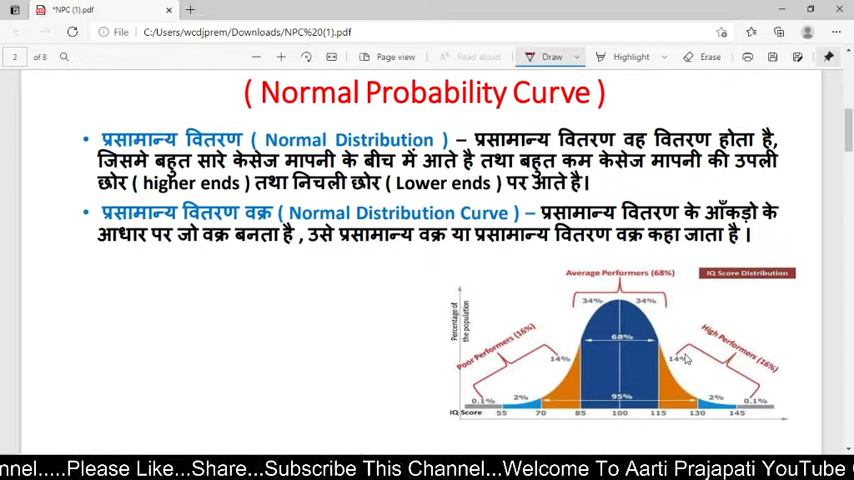 *NPC (1).pdf
File
C:/Users/wcdjprem/Downloads/NPC%20(1).pdf
2 of 8
Page view
Read aloud
Draw
Highlight
Erase
( Normal Probability Curve )
• प्रसामान्य वितरण ( Normal Distribution ) – प्रसामान्य वितरण वह वितरण होता है,
जिसमे बहुत सारे केसेज मापनी के बीच में आते है तथा बहुत कम केसेज मापनी की उपली
छोर ( higher ends ) तथा निचली छोर ( Lower ends ) पर आते है।
• प्रसामान्य वितरण वक्र ( Normal Distribution Curve ) – प्रसामान्य वितरण के आँकड़ो के
आधार पर जो वक्र बनता है , उसे प्रसामान्य वक्र या प्रसामान्य वितरण वक्र कहा जाता है ।
Average Performers (68%)
IQ Score Distribution
Percentage of
the population
34% 34%
Poor Performers (16%)
High Performers (16%)
68%
14% 14%
95%
0.1% 2% 2% 0.1%
IQ Score 55 70 85 100 115 130 145
nnel.....Please Like...Share...Subscribe This Channel...Welcome To Aarti Prajapati YouTube